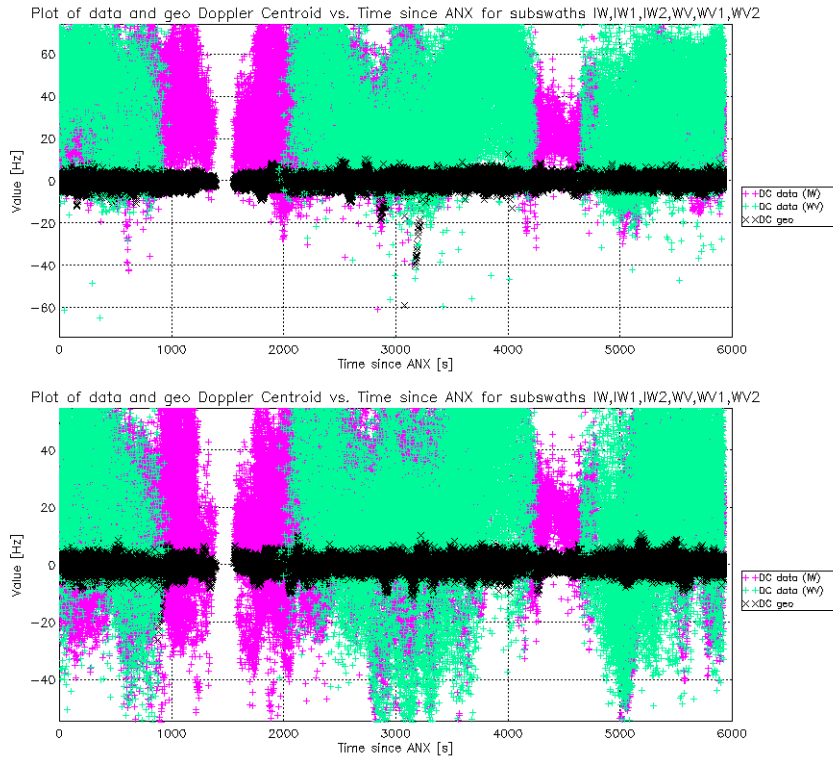 Plot of data and geo Doppler Centroid vs. Time since ANX for subswaths IW,IW1,IW2,WV,WV1,WV2
Value [Hz]
60
40
20
0
-20
-40
-60
0 1000 2000 3000 4000 5000 6000
Time since ANX [s]
DC data (IW)
DC data (WV)
DC geo
Plot of data and geo Doppler Centroid vs. Time since ANX for subswaths IW,IW1,IW2,WV,WV1,WV2
Value [Hz]
40
20
0
-20
-40
0 1000 2000 3000 4000 5000 6000
Time since ANX [s]
DC data (IW)
DC data (WV)
DC geo